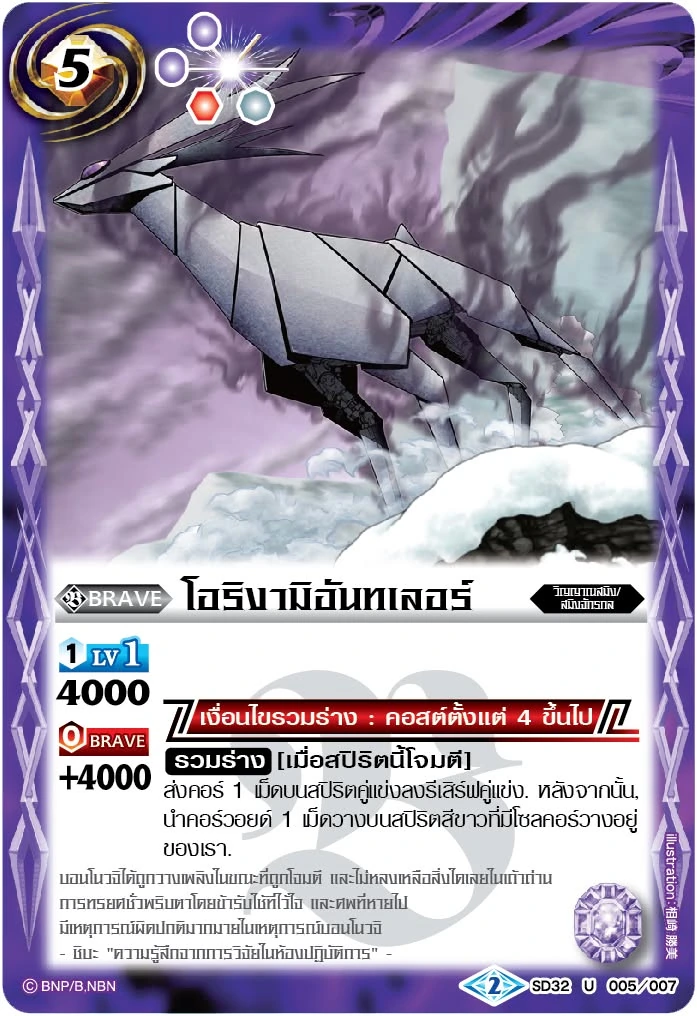 5
BRAVE โอริงามิฮันทเลอร์ วิญญาณสมิง/
สมิงจักรกล
1 LV1
4000
0 BRAVE
+4000
เงื่อนไขรวมร่าง : คอสต์ตั้งแต่ 4 ขึ้นไป
รวมร่าง [เมื่อสปิริตนี้โจมตี]
ส่งคอร์ 1 เม็ดบนสปิริตคู่แข่งลงรีเสิร์ฟคู่แข่ง. หลังจากนั้น,
นำคอร์วอยด์ 1 เม็ดวางบนสปิริตสีขาวที่มีโซลคอร์วางอยู่
ของเรา.
บอนโนวจิได้ถูกวางเพลิงในขณะที่ถูกโจมตี และไม่หลงเหลือสิ่งใดเลยในเถ้าถ่าน
การทรยศชั่วพริบตาโดยข้ารับใช้ที่ไว้ใจ และศพที่หายไป
มีเหตุการณ์ผิดปกติมากมายในเหตุการณ์บอนโนวจิ
- ชิบะ "ความรู้สึกจากการวิจัยในห้องปฏิบัติการ" -
illustration:相崎 勝美
© BNP/B,NBN
2 SD32 U 005/007